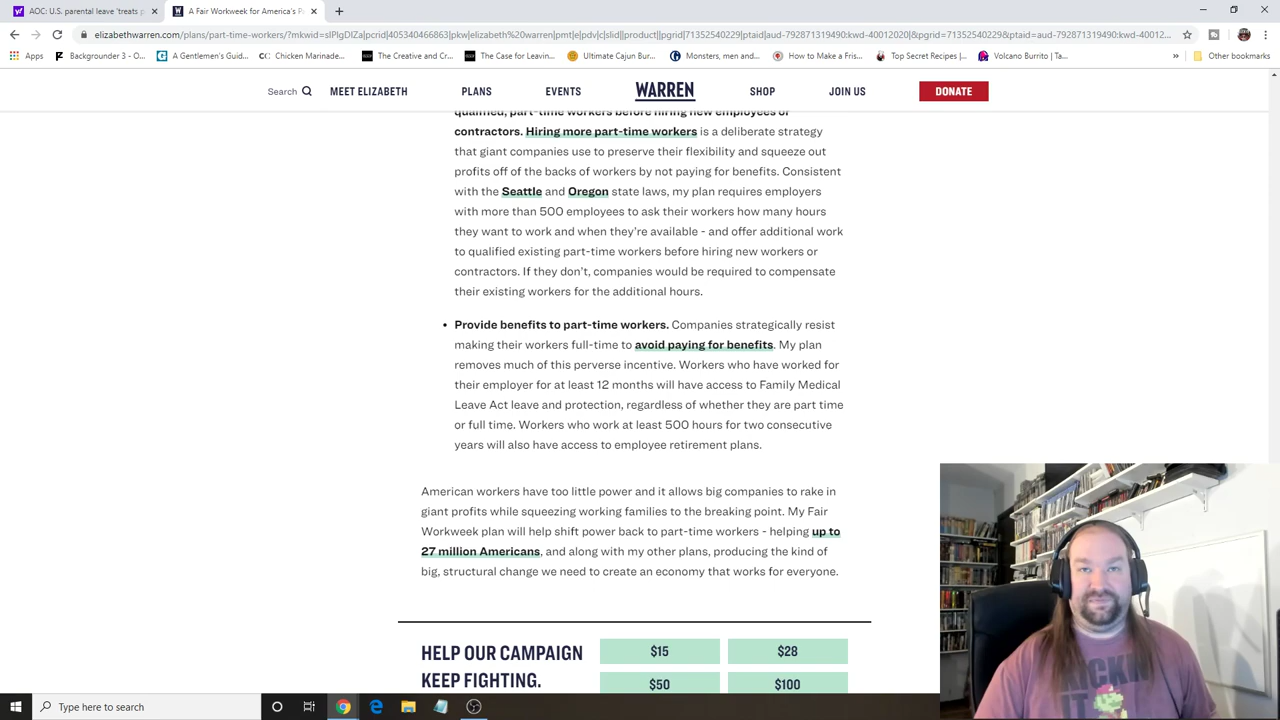 AOC: U.S. parental leave 'treats p
A Fair Workweek for America's Pa
elizabethwarren.com/plans/part-time-workers/?mkwid=sIPIgDIZa|pcrid|405340466863|pkw|elizabeth%20warren|pmt|e|pdv|c|slid||product||pgrid|71352540229|ptaid|aud-792871319490:kwd-40012020|&pgrid=71352540229&ptaid=aud-792871319490:kwd-40012...
Apps
Backgrounder 3 - O...
A Gentlemen's Guid...
Chicken Marinade...
The Creative and Cr...
The Case for Leavin...
Ultimate Cajun Bur...
Monsters, men and...
How to Make a Fris...
Top Secret Recipes |...
Volcano Burrito | Ta...
»
Other bookmarks
Search
MEET ELIZABETH
PLANS
EVENTS
WARREN
SHOP
JOIN US
DONATE
qualified, part-time workers before hiring new employees or
contractors. Hiring more part-time workers is a deliberate strategy
that giant companies use to preserve their flexibility and squeeze out
profits off of the backs of workers by not paying for benefits. Consistent
with the Seattle and Oregon state laws, my plan requires employers
with more than 500 employees to ask their workers how many hours
they want to work and when they're available - and offer additional work
to qualified existing part-time workers before hiring new workers or
contractors. If they don't, companies would be required to compensate
their existing workers for the additional hours.
• Provide benefits to part-time workers. Companies strategically resist
making their workers full-time to avoid paying for benefits. My plan
removes much of this perverse incentive. Workers who have worked for
their employer for at least 12 months will have access to Family Medical
Leave Act leave and protection, regardless of whether they are part time
or full time. Workers who work at least 500 hours for two consecutive
years will also have access to employee retirement plans.
American workers have too little power and it allows big companies to rake in
giant profits while squeezing working families to the breaking point. My Fair
Workweek plan will help shift power back to part-time workers - helping up to
27 million Americans, and along with my other plans, producing the kind of
big, structural change we need to create an economy that works for everyone.
HELP OUR CAMPAIGN
KEEP FIGHTING.
$15
$28
$50
$100
Type here to search